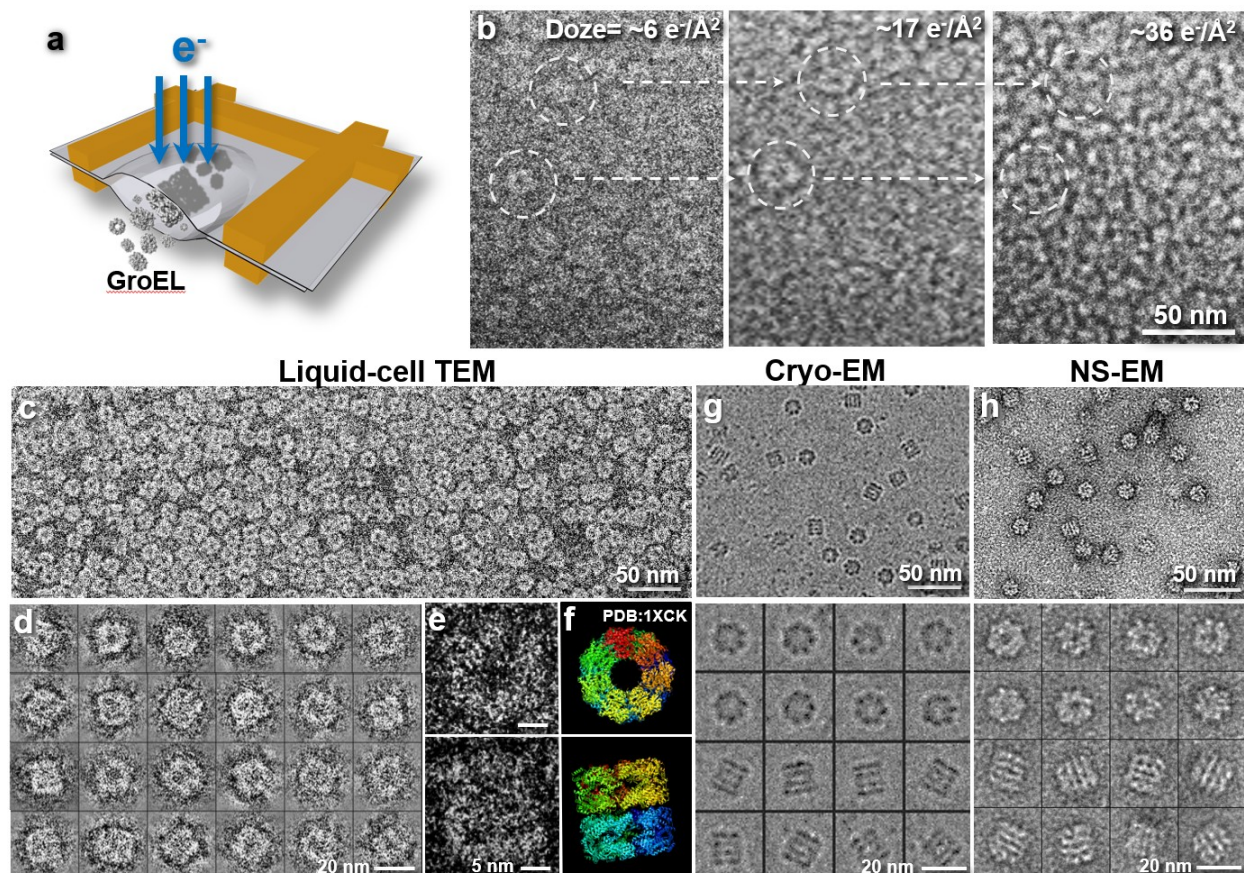 a
e-
GroEL
b
Doze= ~6 e-/Å2
~17 e-/Å2
~36 e-/Å2
50 nm
Liquid-cell TEM
Cryo-EM
NS-EM
c
50 nm
g
50 nm
h
50 nm
d
20 nm
e
5 nm
f
PDB:1XCK
20 nm
20 nm